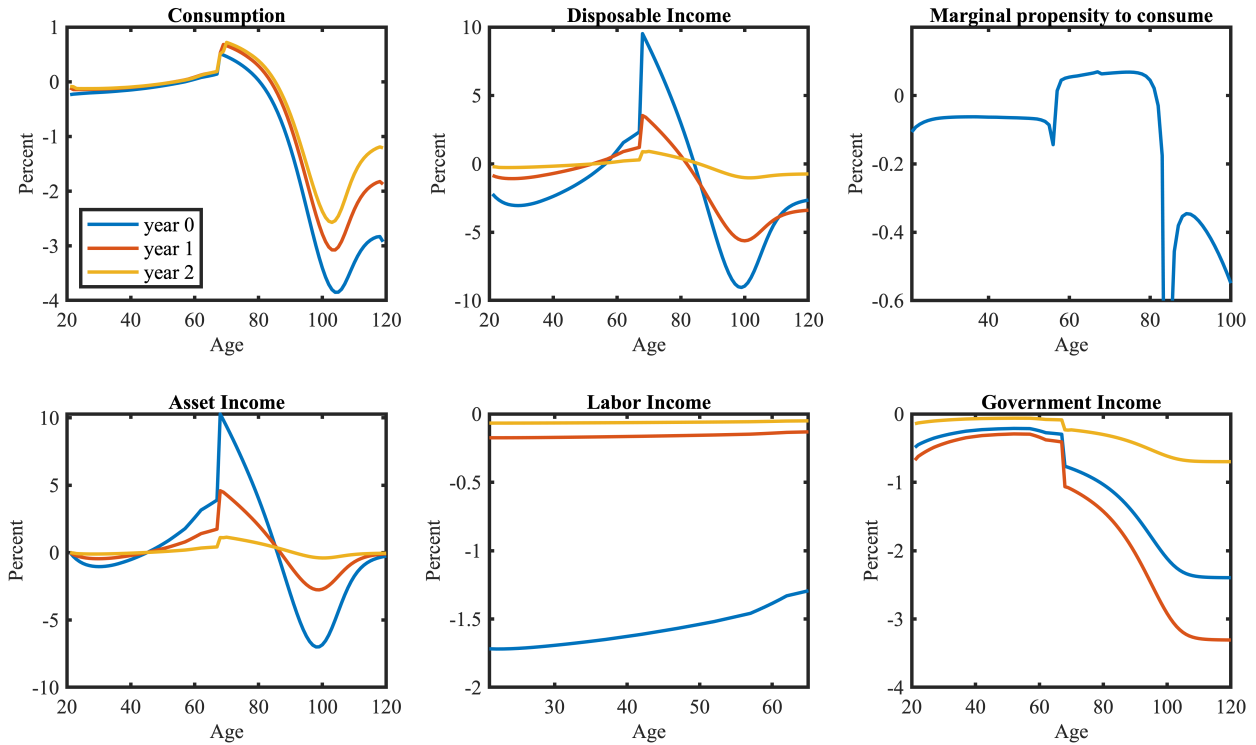 Consumption
1
0
-1
-2
-3
-4
Percent
year 0
year 1
year 2
20 40 60 80 100 120
Age
Disposable Income
10
5
0
-5
-10
Percent
20 40 60 80 100 120
Age
Marginal propensity to consume
0
-0.2
-0.4
-0.6
Percent
40 60 80 100
Age
Asset Income
10
5
0
-5
-10
Percent
20 40 60 80 100 120
Age
Labor Income
0
-0.5
-1
-1.5
-2
Percent
30 40 50 60
Age
Government Income
0
-1
-2
-3
-4
Percent
20 40 60 80 100 120
Age